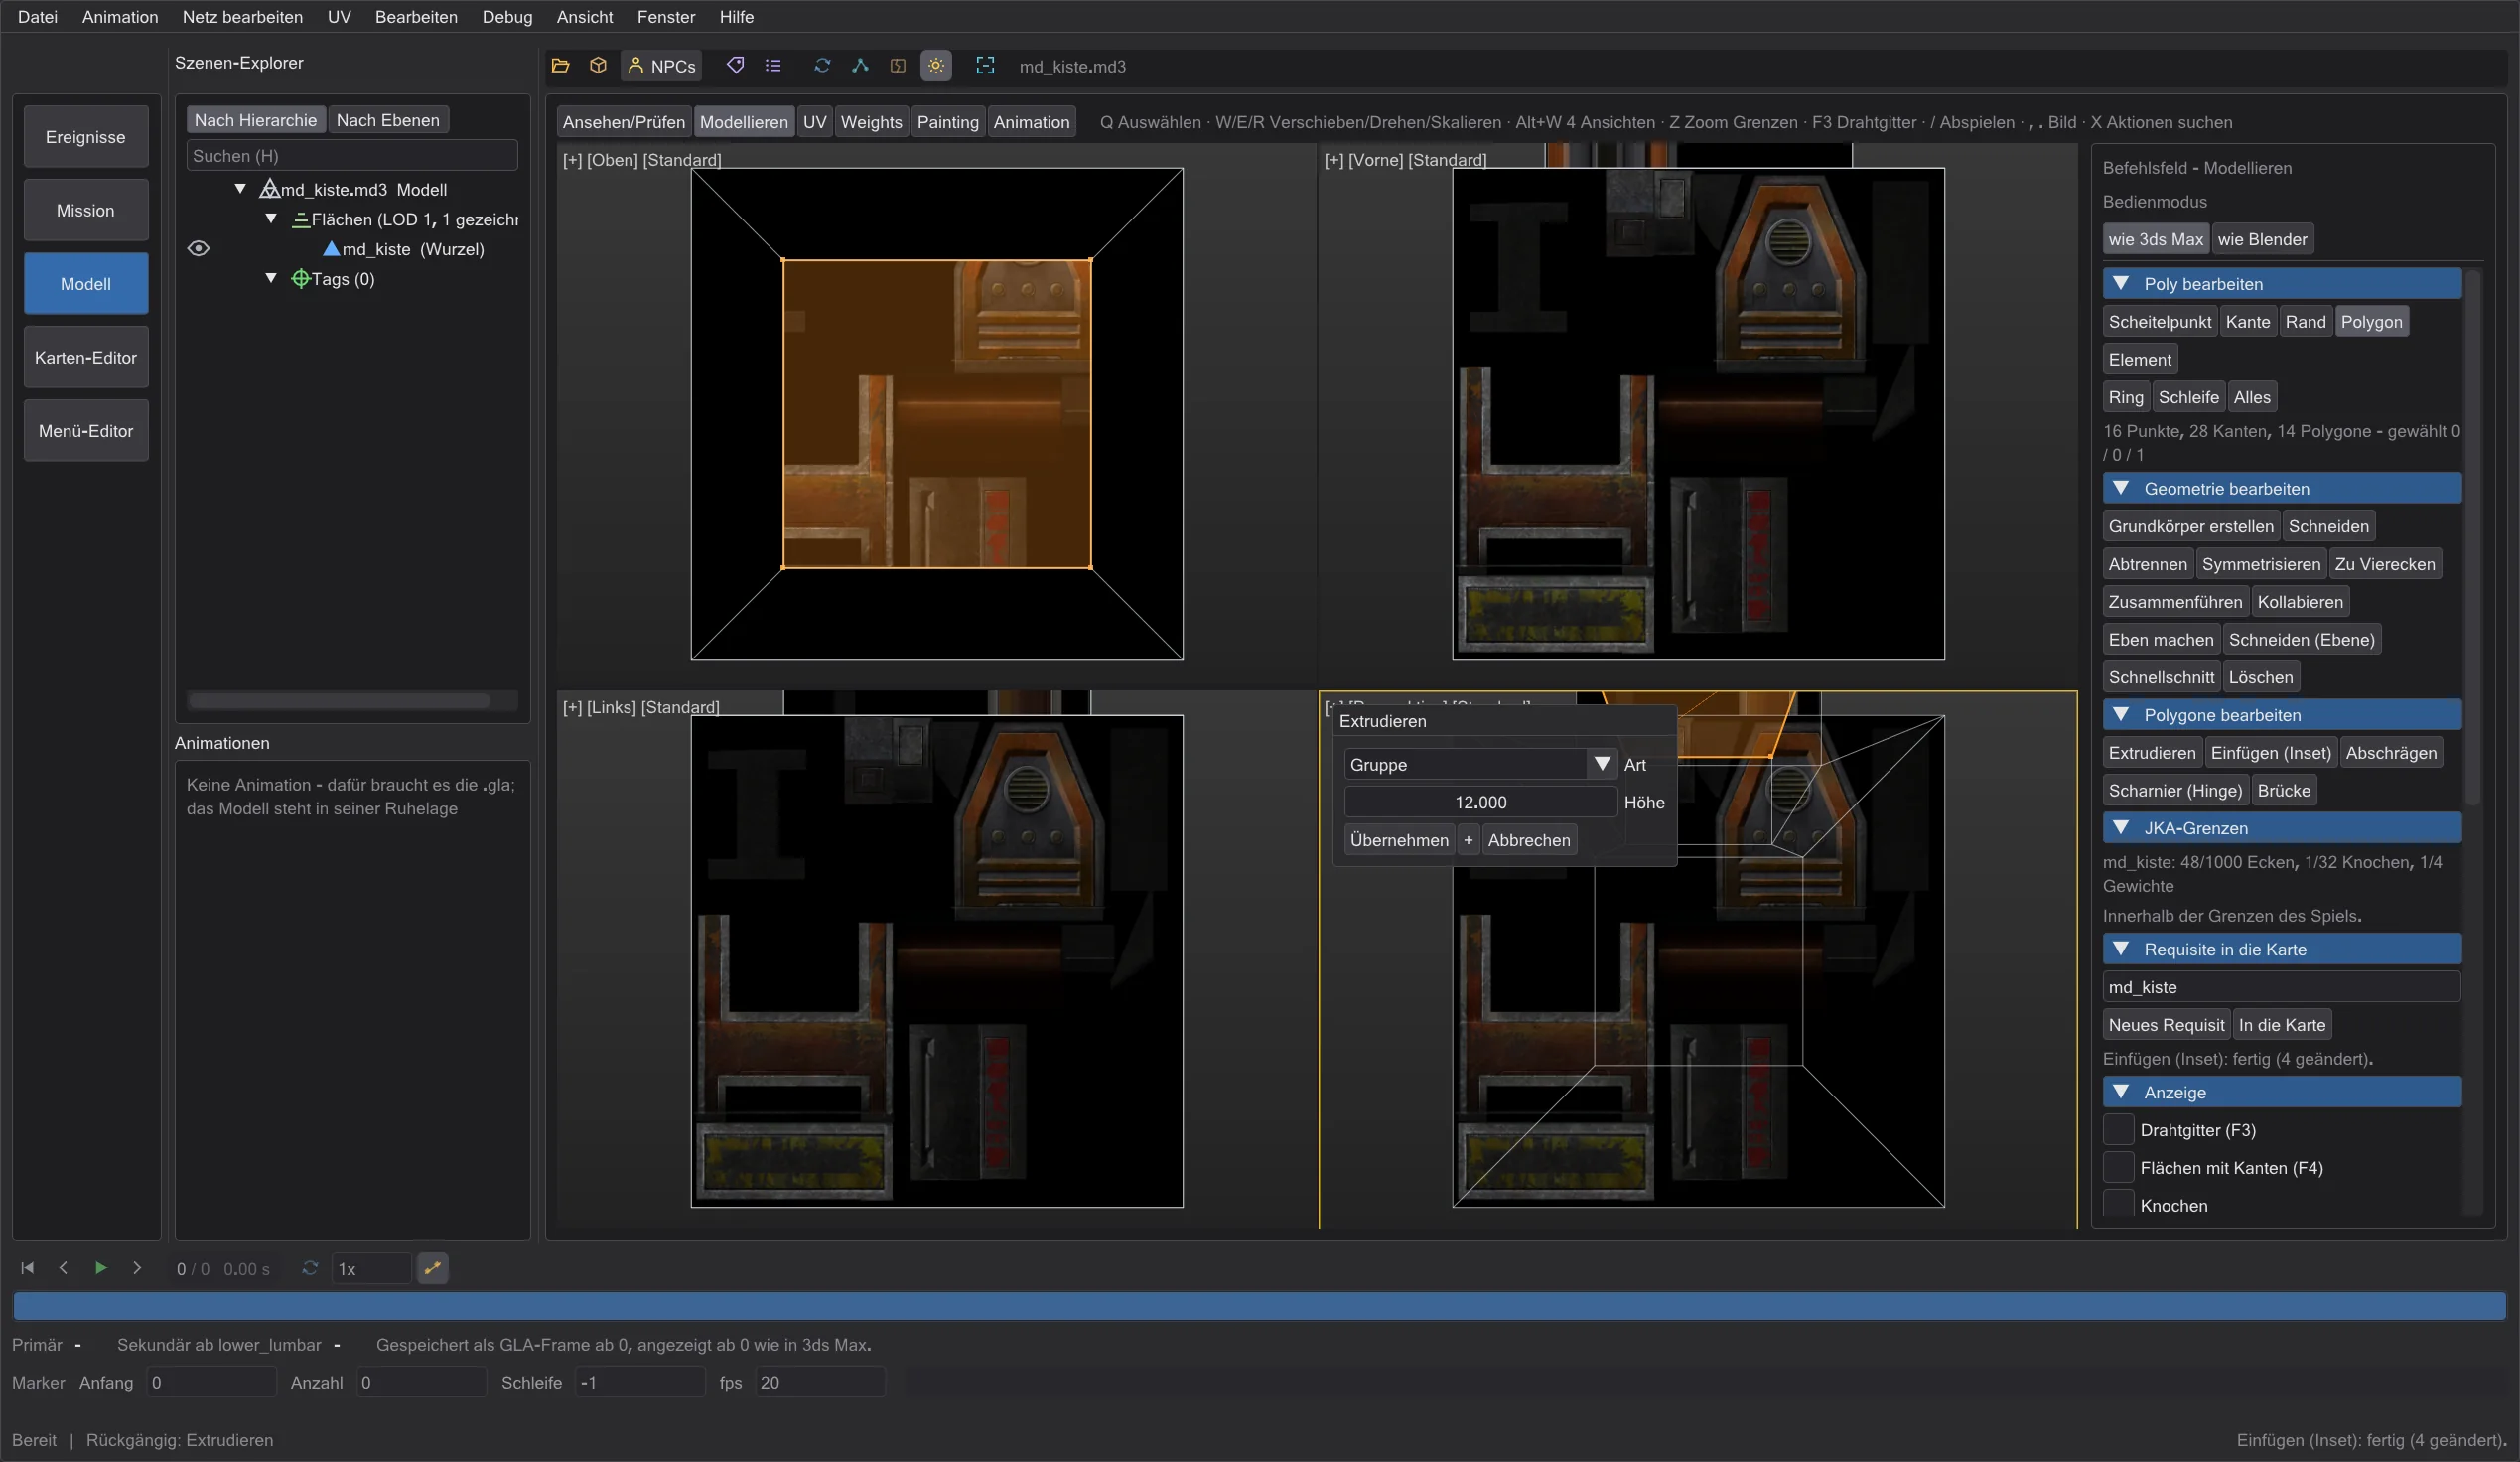 Datei Animation Netz bearbeiten UV Bearbeiten Debug Ansicht Fenster Hilfe
Szenen-Explorer
NPCs
md_kiste.md3
Ereignisse
Mission
Modell
Karten-Editor
Menü-Editor
Nach Hierarchie Nach Ebenen
Suchen (H)
md_kiste.md3 Modell
Flächen (LOD 1, 1 gezeichn
md_kiste (Wurzel)
Tags (0)
Animationen
Keine Animation - dafür braucht es die .gla;
das Modell steht in seiner Ruhelage
Ansehen/Prüfen Modellieren UV Weights Painting Animation
Q Auswählen · W/E/R Verschieben/Drehen/Skalieren · Alt+W 4 Ansichten · Z Zoom Grenzen · F3 Drahtgitter · / Abspielen · , . Bild · X Aktionen suchen
[+] [Oben] [Standard]
[+] [Vorne] [Standard]
[+] [Links] [Standard]
Extrudieren
Gruppe Art
12.000 Höhe
Übernehmen + Abbrechen
Befehlsfeld - Modellieren
Bedienmodus
wie 3ds Max wie Blender
Poly bearbeiten
Scheitelpunkt Kante Rand Polygon
Element
Ring Schleife Alles
16 Punkte, 28 Kanten, 14 Polygone - gewählt 0
/ 0 / 1
Geometrie bearbeiten
Grundkörper erstellen Schneiden
Abtrennen Symmetrisieren Zu Vierecken
Zusammenführen Kollabieren
Eben machen Schneiden (Ebene)
Schnellschnitt Löschen
Polygone bearbeiten
Extrudieren Einfügen (Inset) Abschrägen
Scharnier (Hinge) Brücke
JKA-Grenzen
md_kiste: 48/1000 Ecken, 1/32 Knochen, 1/4
Gewichte
Innerhalb der Grenzen des Spiels.
Requisite in die Karte
md_kiste
Neues Requisit In die Karte
Einfügen (Inset): fertig (4 geändert).
Anzeige
Drahtgitter (F3)
Flächen mit Kanten (F4)
Knochen
0 / 0 0.00 s 1x
Primär - Sekundär ab lower_lumbar - Gespeichert als GLA-Frame ab 0, angezeigt ab 0 wie in 3ds Max.
Marker Anfang 0 Anzahl 0 Schleife -1 fps 20
Bereit | Rückgängig: Extrudieren
Einfügen (Inset): fertig (4 geändert).